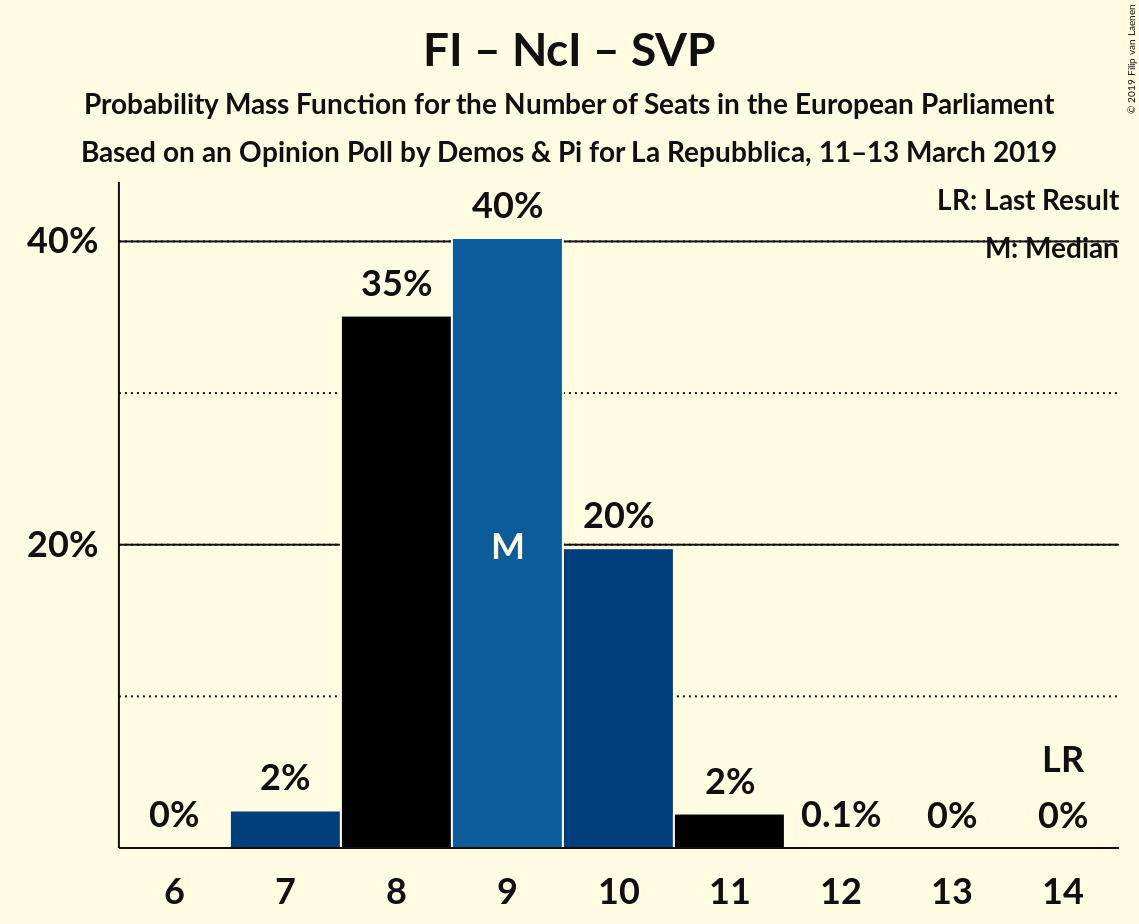 FI – NcI – SVP
Probability Mass Function for the Number of Seats in the European Parliament
Based on an Opinion Poll by Demos & Pi for La Repubblica, 11–13 March 2019
© 2019 Filip van Laenen
LR: Last Result
M: Median
40%
20%
0%
2%
35%
40%
M
20%
2%
0.1%
0%
LR
0%
6 7 8 9 10 11 12 13 14